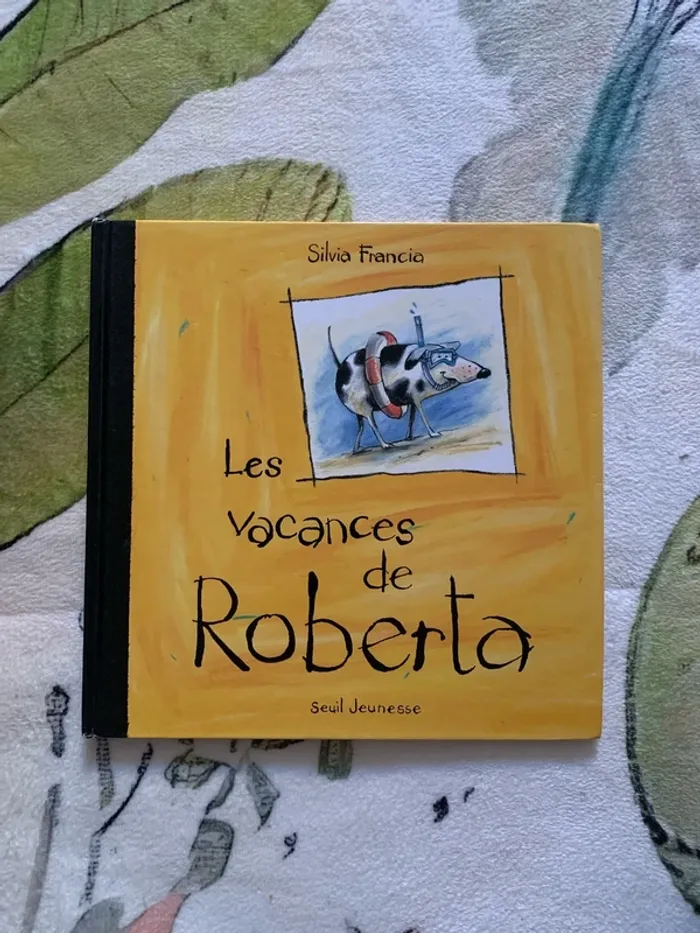 Silvia Francia
Les
vacances
de
Roberta
Seuil Jeunesse